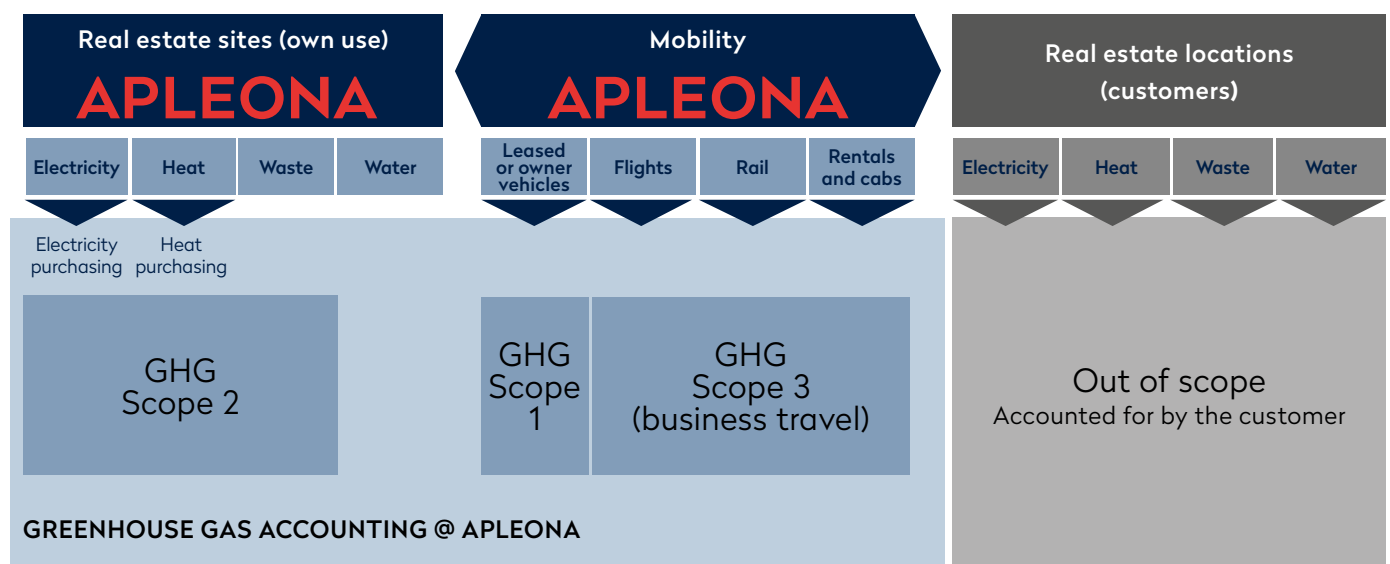 Real estate sites (own use)
APLEONA
Electricity
Heat
Waste
Water
Electricity
purchasing
Heat
purchasing
GHG
Scope 2
Mobility
APLEONA
Leased
or owner
vehicles
Flights
Rail
Rentals
and cabs
GHG
Scope
1
GHG
Scope 3
(business travel)
Real estate locations
(customers)
Electricity
Heat
Waste
Water
Out of scope
Accounted for by the customer
GREENHOUSE GAS ACCOUNTING @ APLEONA